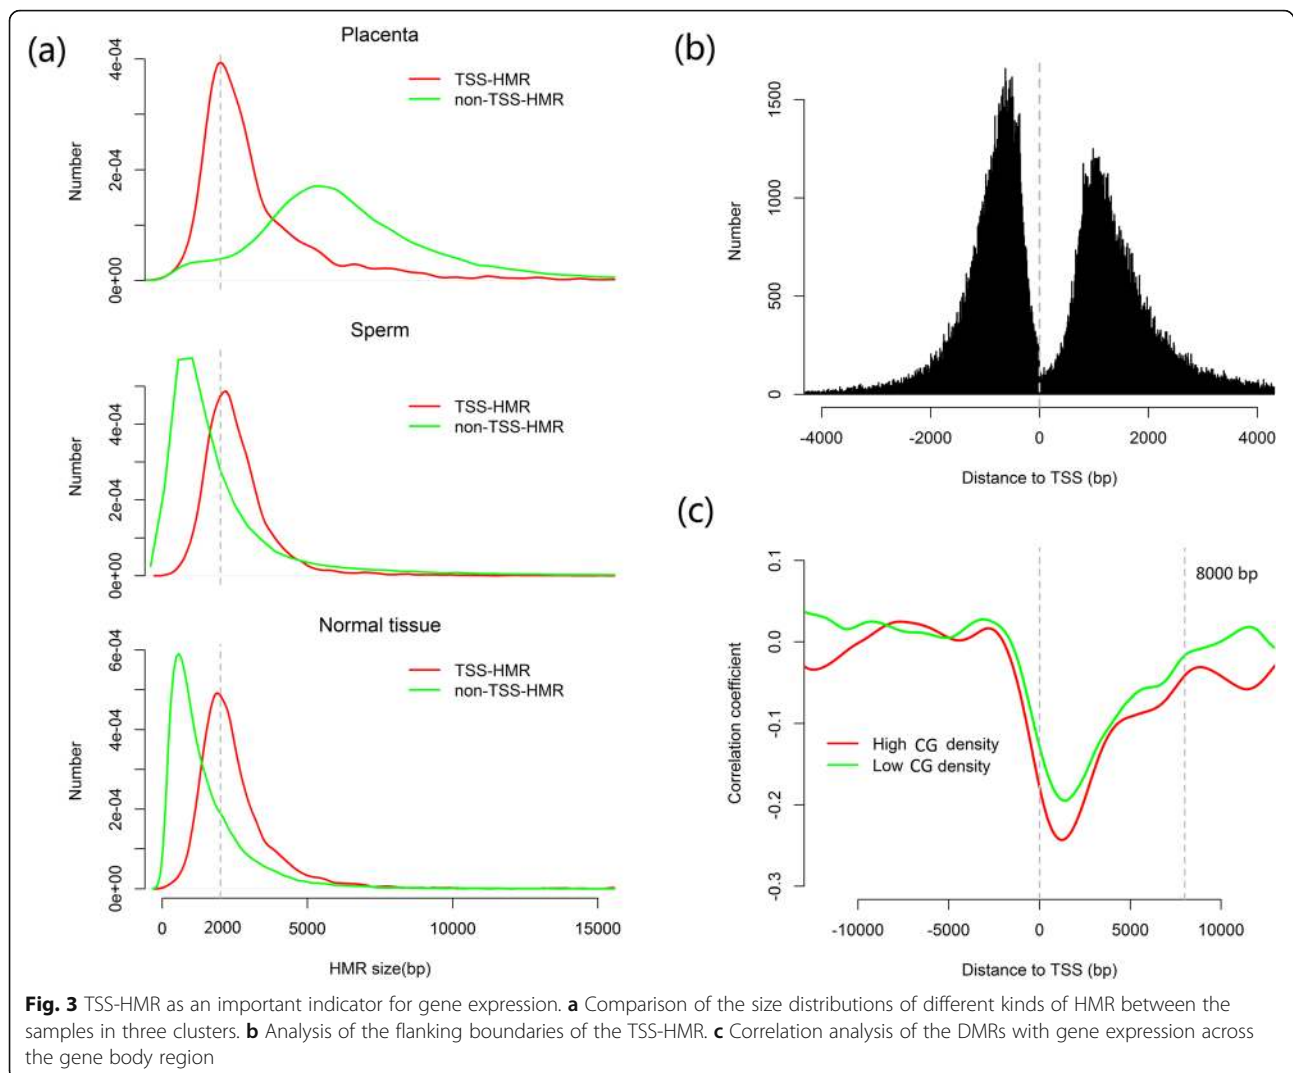 (a)
Placenta
Number
0e+00
2e-04
4e-04
TSS-HMR
non-TSS-HMR
Sperm
Number
0e+00
2e-04
4e-04
TSS-HMR
non-TSS-HMR
Normal tissue
Number
0e+00
2e-04
4e-04
6e-04
TSS-HMR
non-TSS-HMR
0 2000 5000 10000 15000
HMR size(bp)
(b)
Number
0
500
1000
1500
-4000 -2000 0 2000 4000
Distance to TSS (bp)
(c)
Correlation coefficient
0.1
0.0
-0.1
-0.2
-0.3
8000 bp
High CG density
Low CG density
-10000 -5000 0 5000 10000
Distance to TSS (bp)
Fig. 3 TSS-HMR as an important indicator for gene expression. a Comparison of the size distributions of different kinds of HMR between the
samples in three clusters. b Analysis of the flanking boundaries of the TSS-HMR. c Correlation analysis of the DMRs with gene expression across
the gene body region